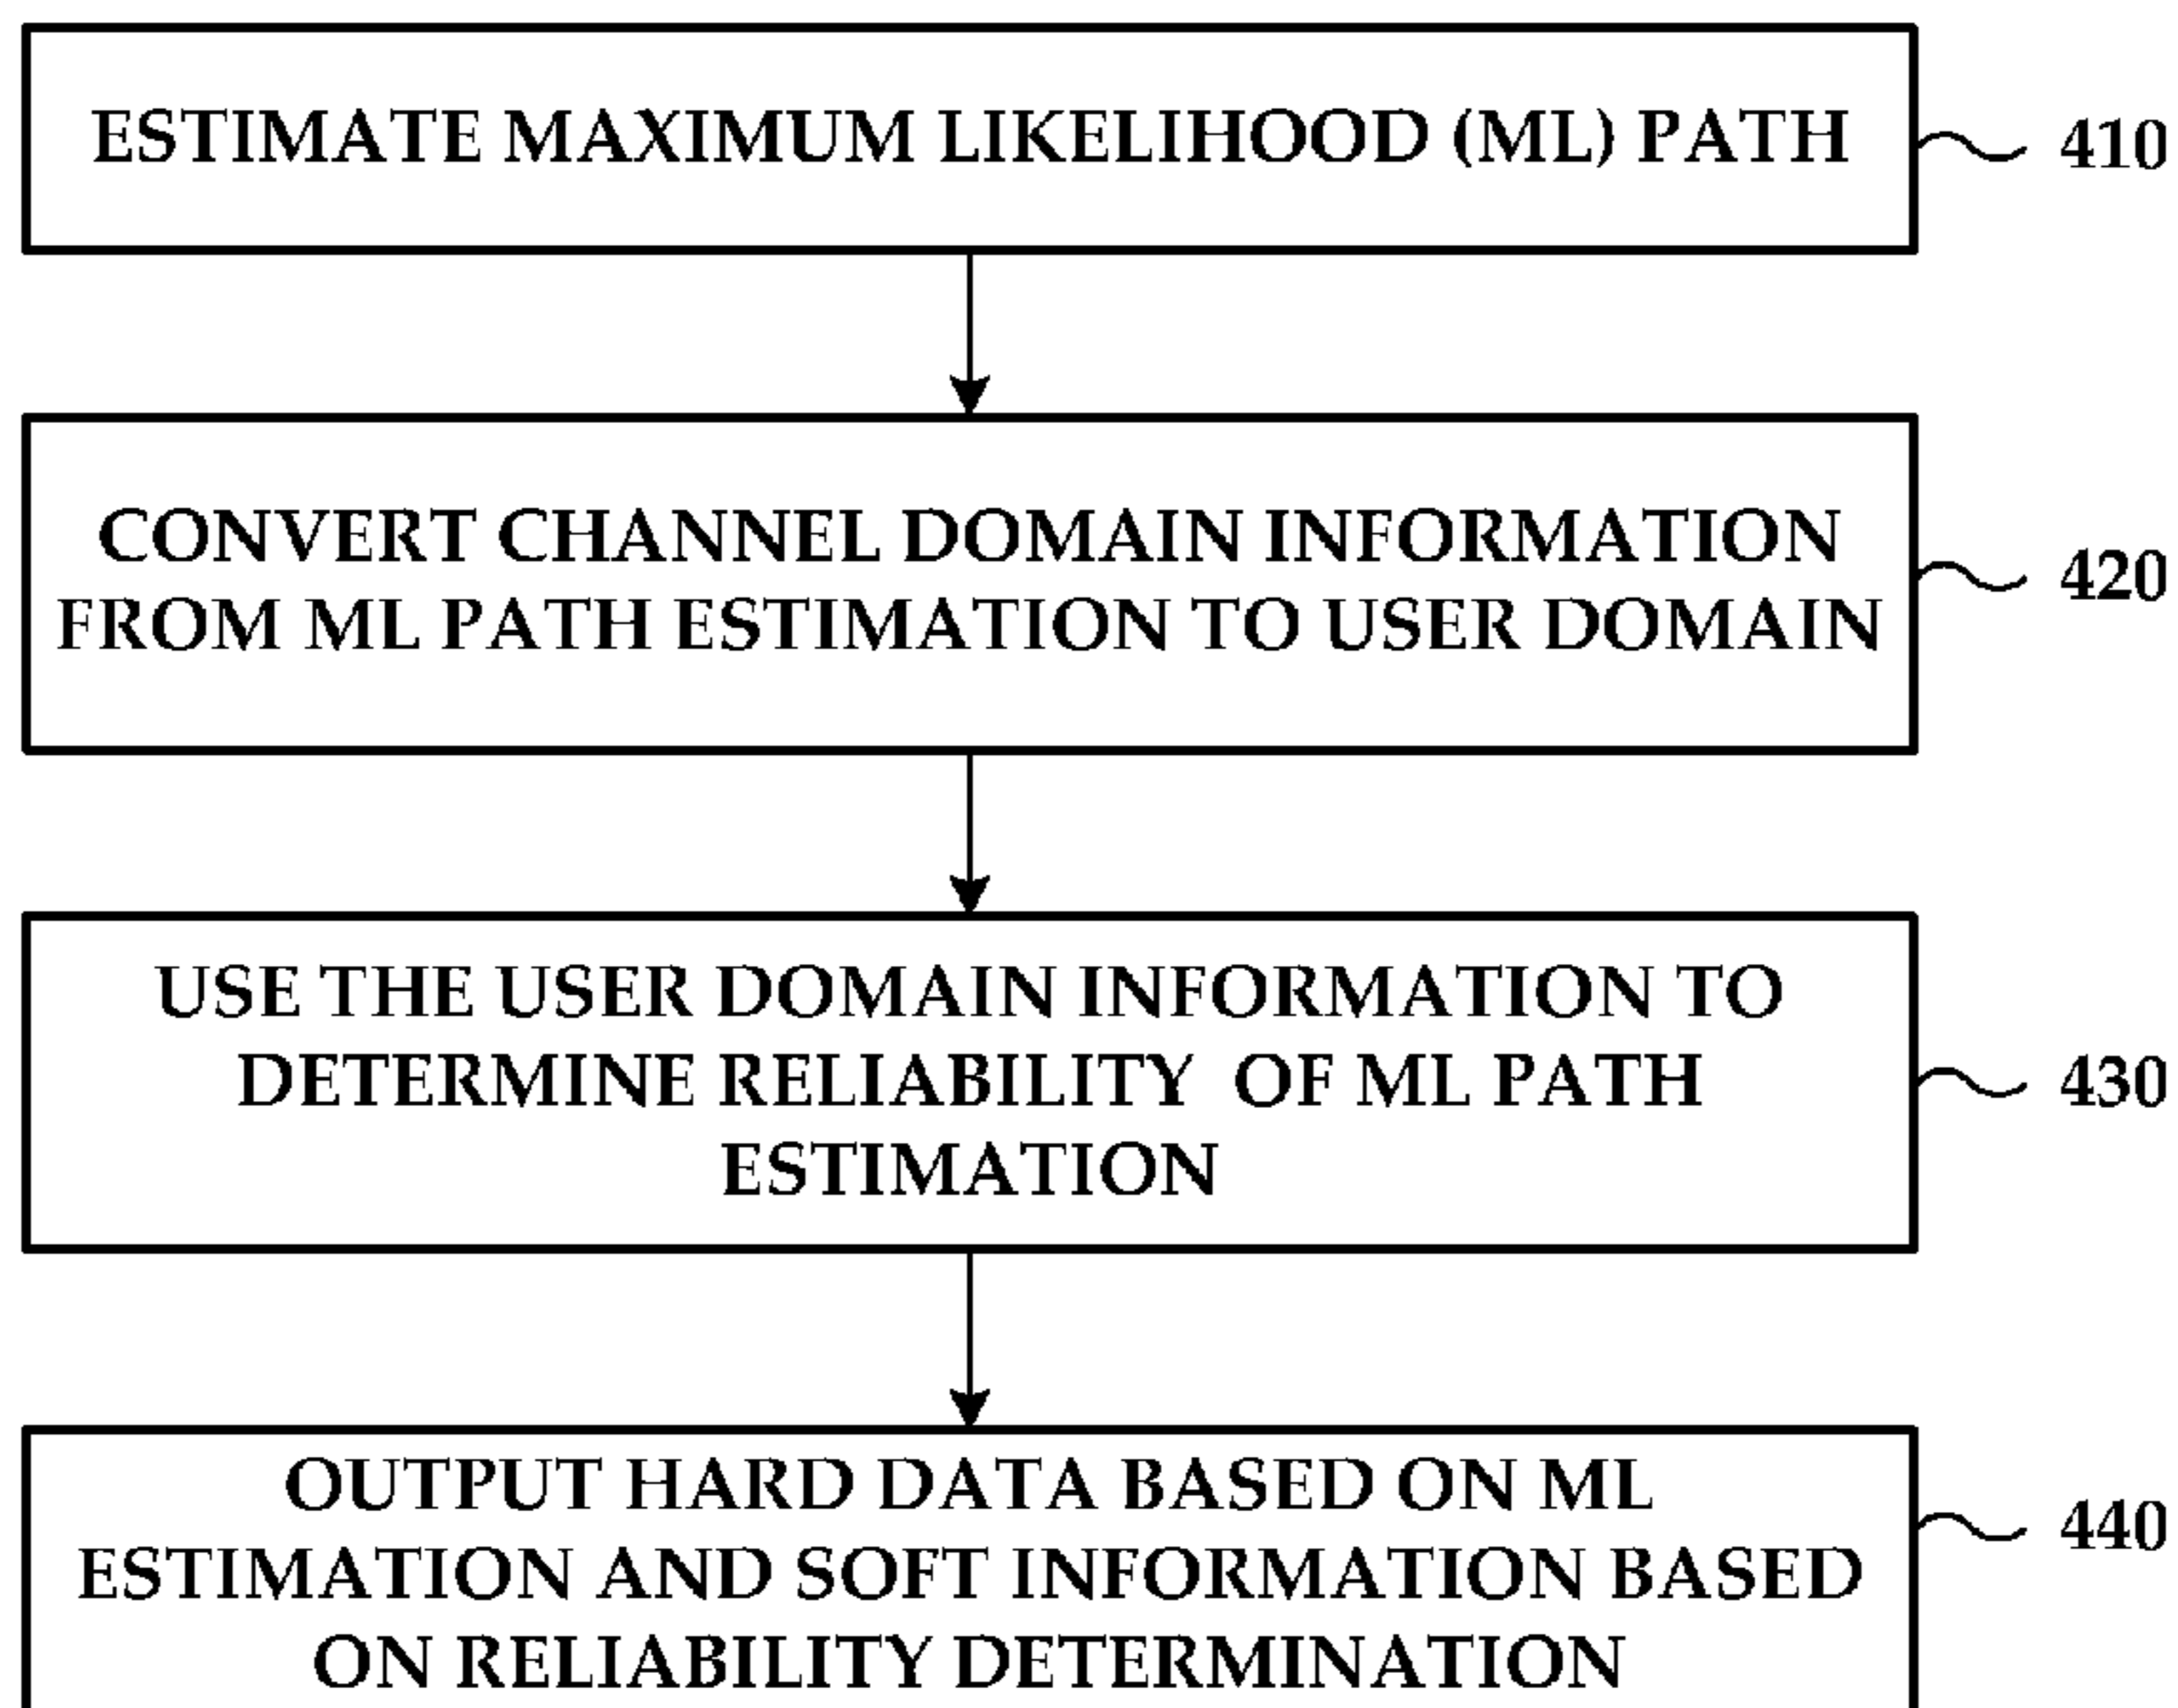 ESTIMATE MAXIMUM LIKELIHOOD (ML) PATH
410
CONVERT CHANNEL DOMAIN INFORMATION
FROM ML PATH ESTIMATION TO USER DOMAIN
420
USE THE USER DOMAIN INFORMATION TO
DETERMINE RELIABILITY OF ML PATH
ESTIMATION
430
OUTPUT HARD DATA BASED ON ML
ESTIMATION AND SOFT INFORMATION BASED
ON RELIABILITY DETERMINATION
440